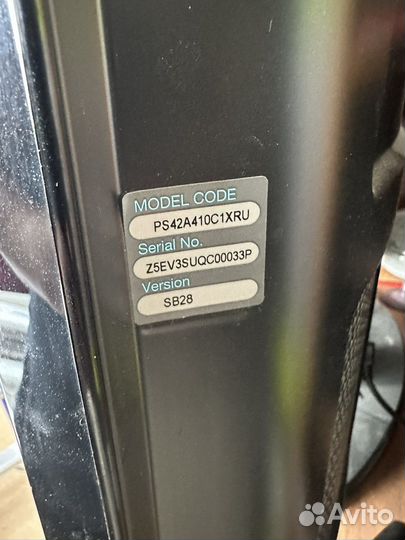 MODEL CODE
PS42A410C1XRU
Serial No.
Z5EV3SUQC00033P
Version
SB28
Avito